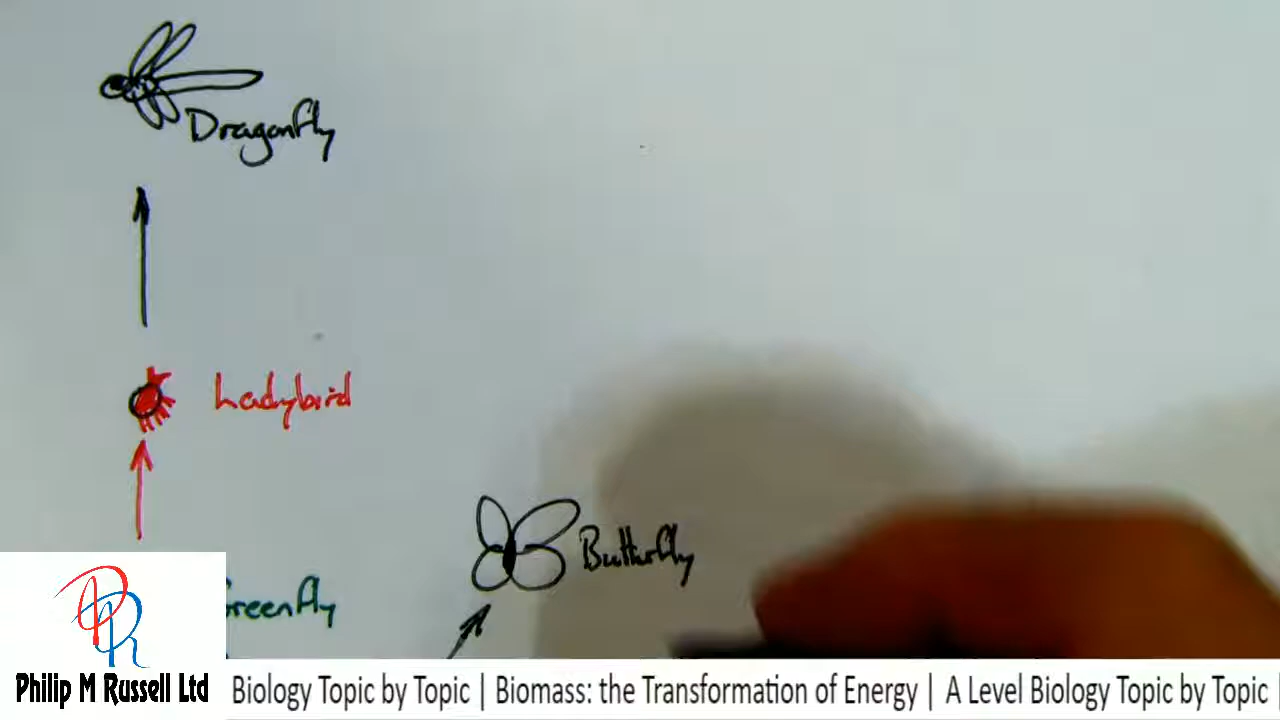 Dragonfly
Ladybird
Butterfly
Greenfly
Philip M Russell Ltd
Biology Topic by Topic | Biomass: the Transformation of Energy | A Level Biology Topic by Topic |